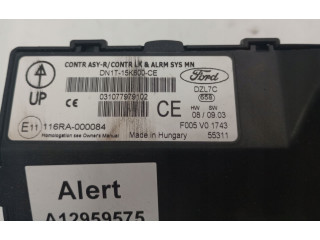 CONTR ASY-R/CONTR LK & ALRM SYS MN
DN1T-15K600-CE
Ford
UP
031077979102
DZL7C
658
CE
CE
HW SW
08 / 09.03
E11 116RA-000084
F005 V0 1743
Homologation see Owner's Manual
Made in Hungary
55311
Alert
A12959575